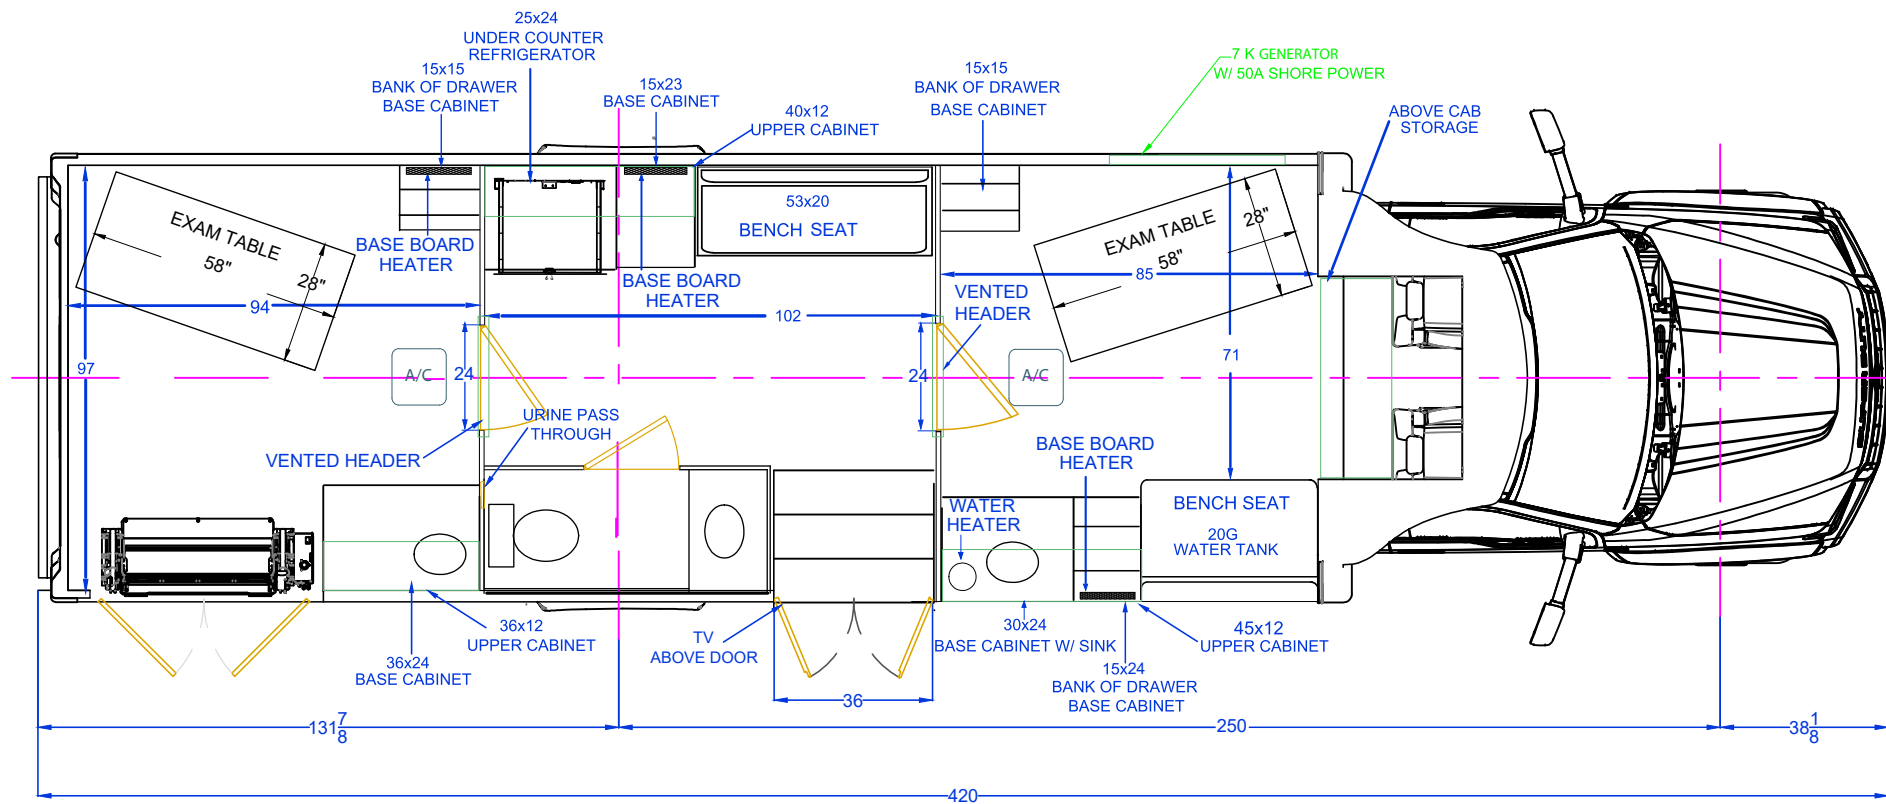 25x24
UNDER COUNTER
REFRIGERATOR
15x15
BANK OF DRAWER
BASE CABINET
15x23
BASE CABINET
40x12
UPPER CABINET
15x15
BANK OF DRAWER
BASE CABINET
7 K GENERATOR
W/ 50A SHORE POWER
ABOVE CAB
STORAGE
EXAM TABLE
58"
28"
BASE BOARD
HEATER
BASE BOARD
HEATER
53x20
BENCH SEAT
EXAM TABLE
58"
28"
85
VENTED
HEADER
94
102
97
A/C
24
24
A/C
71
URINE PASS
THROUGH
VENTED HEADER
BASE BOARD
HEATER
WATER
HEATER
BENCH SEAT
20G
WATER TANK
36x12
UPPER CABINET
36x24
BASE CABINET
TV
ABOVE DOOR
30x24
BASE CABINET W/ SINK
45x12
UPPER CABINET
15x24
BANK OF DRAWER
BASE CABINET
36
131 7/8
250
38 1/8
420